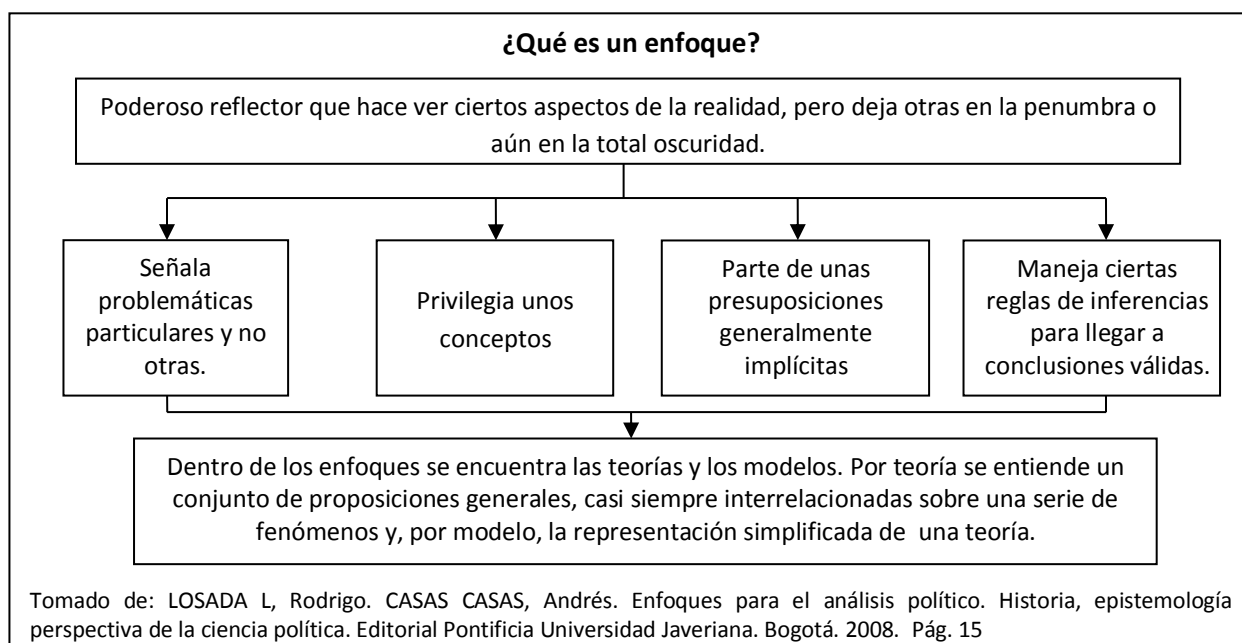 ¿Qué es un enfoque?
Poderoso reflector que hace ver ciertos aspectos de la realidad, pero deja otras en la penumbra o
aún en la total oscuridad.
Señala
problemáticas
particulares y no
otras.
Privilegia unos
conceptos
Parte de unas
presuposiciones
generalmente
implícitas
Maneja ciertas
reglas de inferencias
para llegar a
conclusiones válidas.
Dentro de los enfoques se encuentra las teorías y los modelos. Por teoría se entiende un
conjunto de proposiciones generales, casi siempre interrelacionadas sobre una serie de
fenómenos y, por modelo, la representación simplificada de una teoría.
Tomado de: LOSADA L, Rodrigo. CASAS CASAS, Andrés. Enfoques para el análisis político. Historia, epistemología
perspectiva de la ciencia política. Editorial Pontificia Universidad Javeriana. Bogotá. 2008. Pág. 15